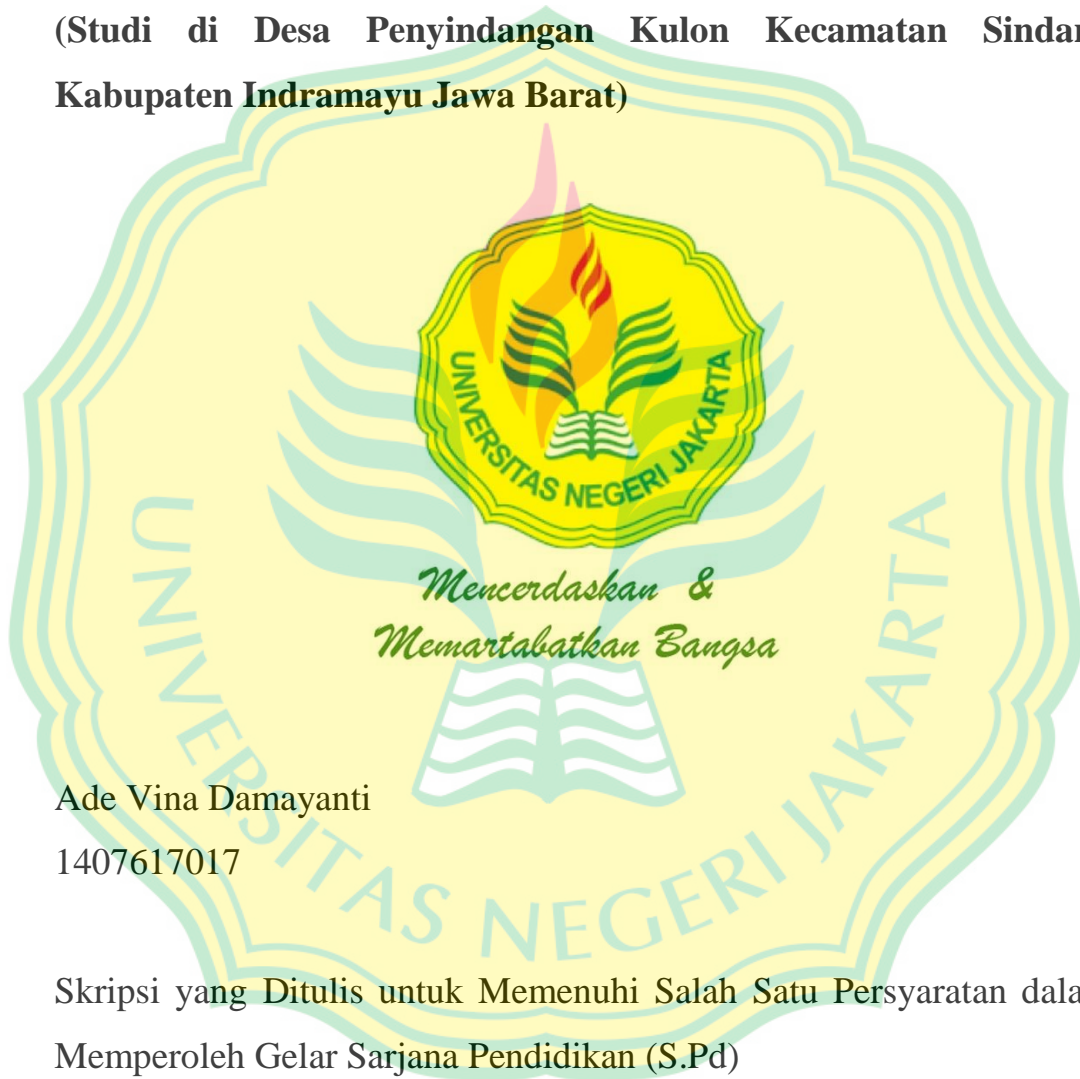 (Studi di Desa Penyindangan Kulon Kecamatan Sindan
Kabupaten Indramayu Jawa Barat)
UNIVERSITAS NEGERI JAKARTA
Mencerdaskan &
Memartabatkan Bangsa
UNIVERSITAS NEGERI JAKARTA
Ade Vina Damayanti
1407617017
Skripsi yang Ditulis untuk Memenuhi Salah Satu Persyaratan dala
Memperoleh Gelar Sarjana Pendidikan (S.Pd)